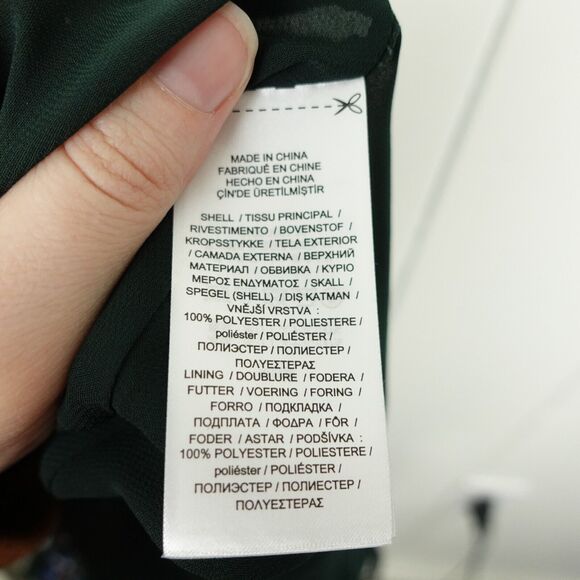 MADE IN CHINA
FABRIQUÉ EN CHINE
HECHO EN CHINA
ÇİN'DE ÜRETİLMİŞTİR
SHELL / TISSU PRINCIPAL /
RIVESTIMENTO / BOVENSTOF /
KROPSSTYKKE / TELA EXTERIOR
/ CAMADA EXTERNA / ВЕРХНИЙ
МАТЕРИАЛ / ОБВИВКА / ΚΥΡΙΟ
ΜΕΡΟΣ ΕΝΔΥΜΑΤΟΣ / SKALL /
SPEGEL (SHELL) / DIŞ KATMAN /
VNĚJŠÍ VRSTVA :
100% POLYESTER / POLIESTERE /
poliéster / POLIÉSTER /
ПОЛИЭСТЕР / ПОЛИЕСТЕР /
ΠΟΛΥΕΣΤΕΡΑΣ
LINING / DOUBLURE / FODERA /
FUTTER / VOERING / FORING /
FORRO / ПОДКЛАДКА /
ПОДПЛАТА / ΦΟΔΡΑ / FÔR /
FODER / ASTAR / PODŠÍVKA :
100% POLYESTER / POLIESTERE /
poliéster / POLIÉSTER /
ПОЛИЭСТЕР / ПОЛИЕСТЕР /
ΠΟΛΥΕΣΤΕΡΑΣ